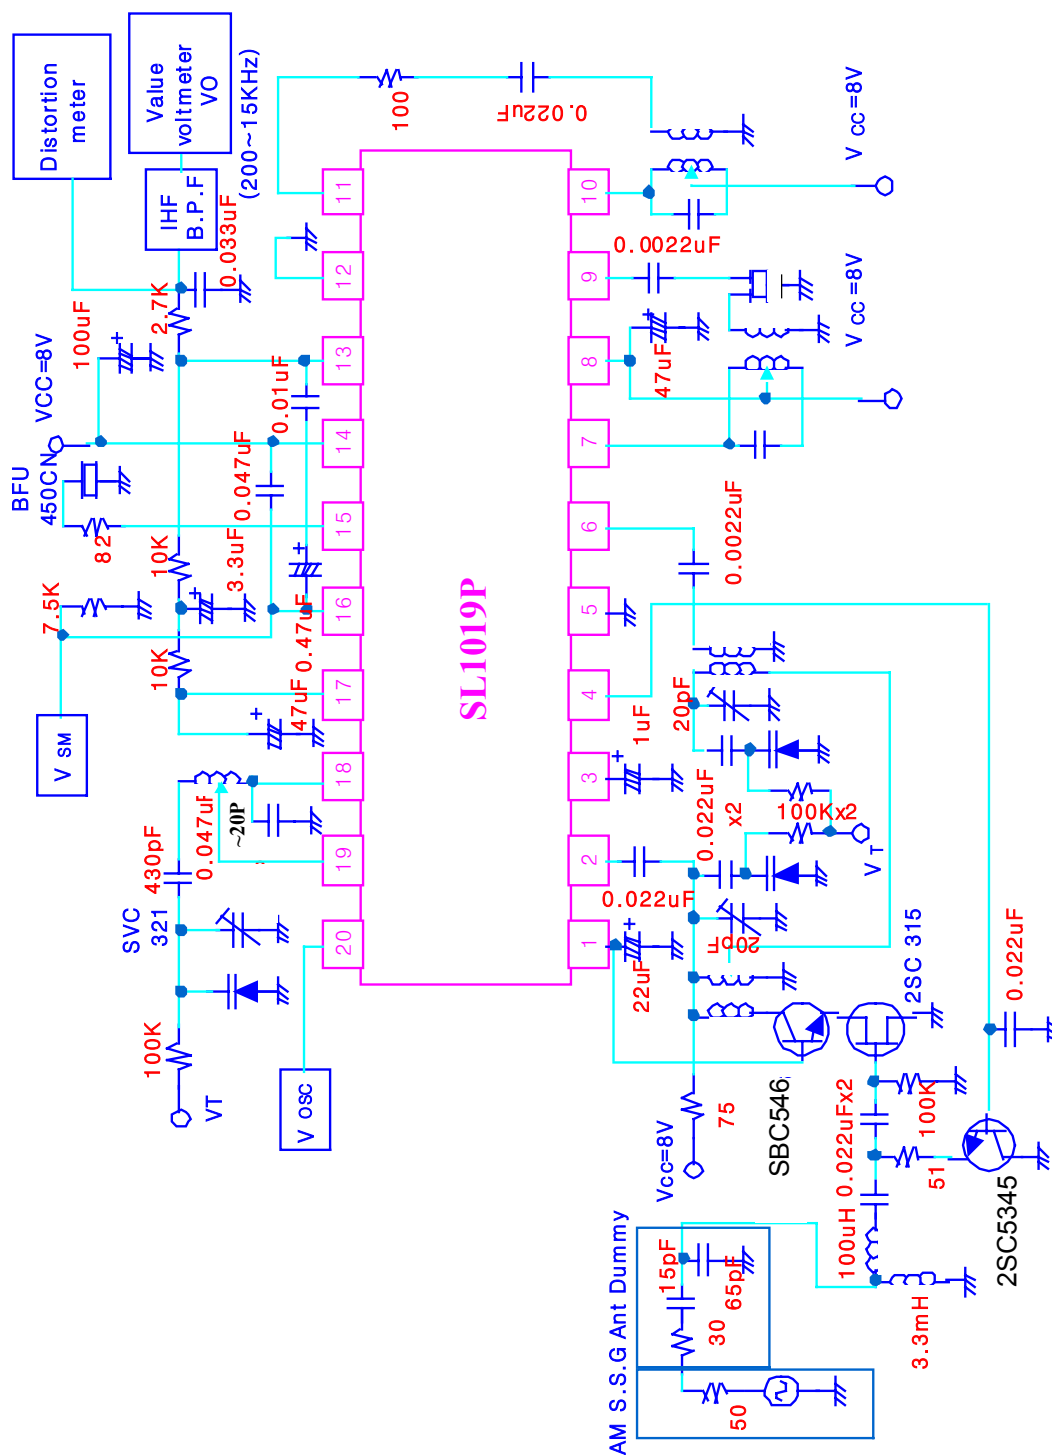 Distortion
meter
Value
voltmeter
VO
IHF
B.P.F
(200~15KHz)
0.033uF
2.7K
100uF
+
VCC=8V
BFU
450CN
82
10K
3.3uF
+
0.047uF
0.01uF
+
0.47uF
7.5K
10K
47uF
+
V SM
430pF
0.047uF
~20P
SVC
321
100K
VT
V OSC
11
12
13
14
15
16
17
18
19
20
SL1019P
10
9
8
7
6
5
4
3
2
1
100
0.022uF
0.0022uF
V CC=8V
V CC=8V
47uF
+
0.0022uF
20pF
1uF
+
0.022uF
x2
100Kx2
V T
0.022uF
20pF
22uF
+
2SC 315
0.022uF
75
Vcc=8V
SBC546
100K
0.022uFx2
51
100uH
2SC5345
3.3mH
AM S.S.G Ant Dummy
15pF
65pF
30
50